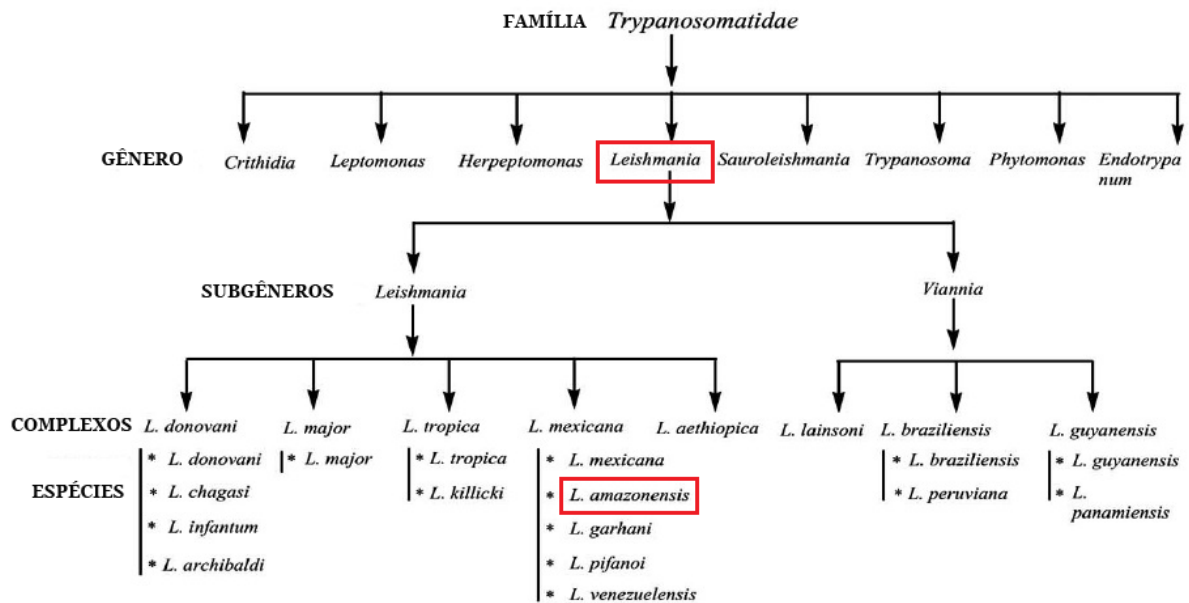 FAMÍLIA Trypanosomatidae
GÊNERO Crithidia Leptomonas Herpeptomonas Leishmania Sauroleishmania Trypanosoma Phytomonas Endotrypa
num
SUBGÊNEROS Leishmania Viannia
COMPLEXOS L. donovani L. major L. tropica L. mexicana L. aethiopica L. lainsoni L. braziliensis L. guyanensis
* L. donovani * L. major * L. tropica * L. mexicana * L. braziliensis * L. guyanensis
ESPÉCIES * L. chagasi * L. killicki * L. amazonensis * L. peruviana * L.
panamiensis
* L. infantum * L. garhani
* L. archibaldi * L. pifanoi
* L. venezuelensis